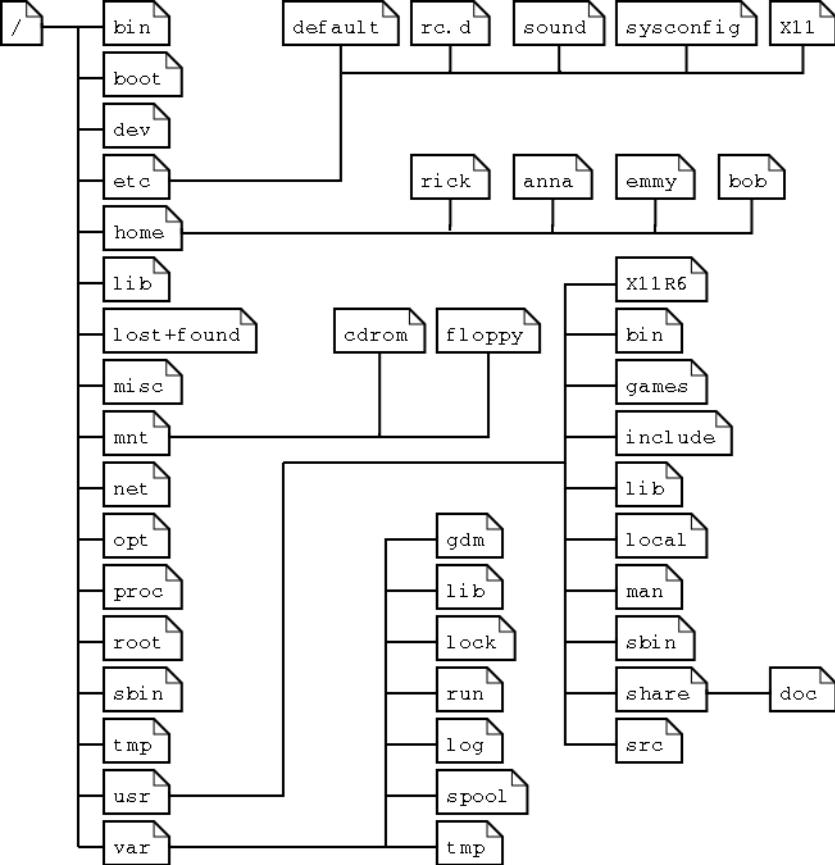 / bin default rc.d sound sysconfig X11
boot
dev
etc rick anna emmy bob
home
lib X11R6
lost+found cdrom floppy bin
misc games
mnt include
net lib
opt gdm local
proc lib man
root lock sbin
sbin run share doc
tmp log src
usr spool
var tmp